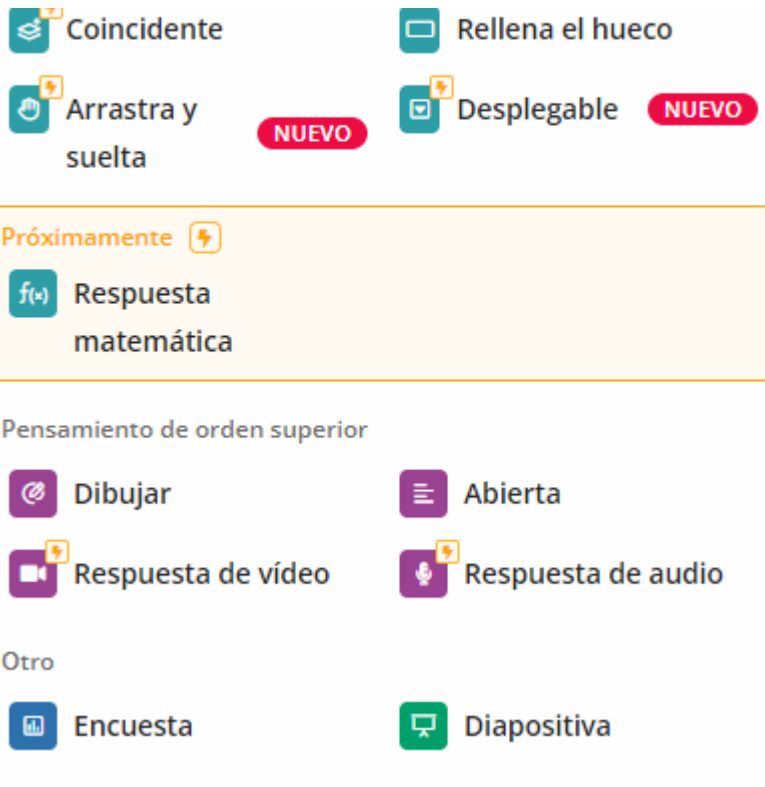 Coincidente
Rellena el hueco
Arrastra y
suelta
NUEVO
Desplegable
NUEVO
Próximamente
f(x)
Respuesta
matemática
Pensamiento de orden superior
Dibujar
Abierta
Respuesta de vídeo
Respuesta de audio
Otro
Encuesta
Diapositiva